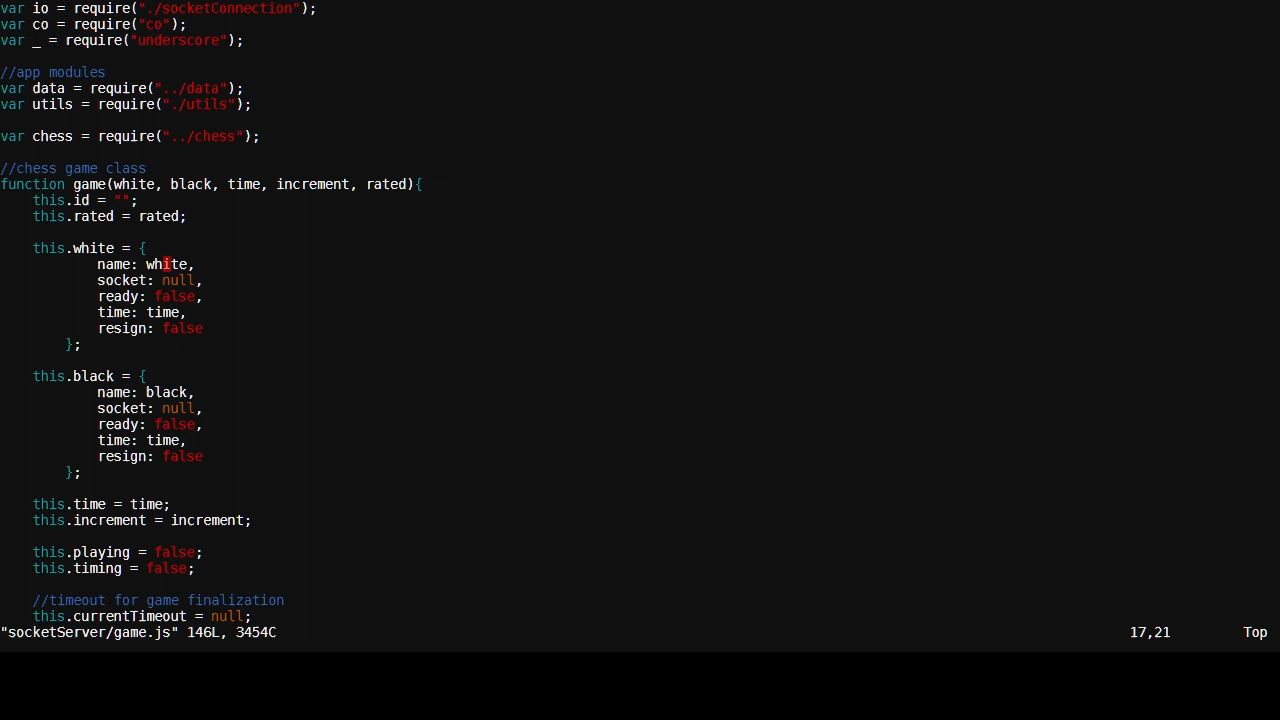 var io = require("./socketConnection");
var co = require("co");
var _ = require("underscore");
//app modules
var data = require("../data");
var utils = require("./utils");
var chess = require("../chess");
//chess game class
function game(white, black, time, increment, rated){
    this.id = "";
    this.rated = rated;
    this.white = {
            name: white,
            socket: null,
            ready: false,
            time: time,
            resign: false
        };
    this.black = {
            name: black,
            socket: null,
            ready: false,
            time: time,
            resign: false
        };
    this.time = time;
    this.increment = increment;
    this.playing = false;
    this.timing = false;
    //timeout for game finalization
    this.currentTimeout = null;
"socketServer/game.js" 146L, 3454C 17,21 Top